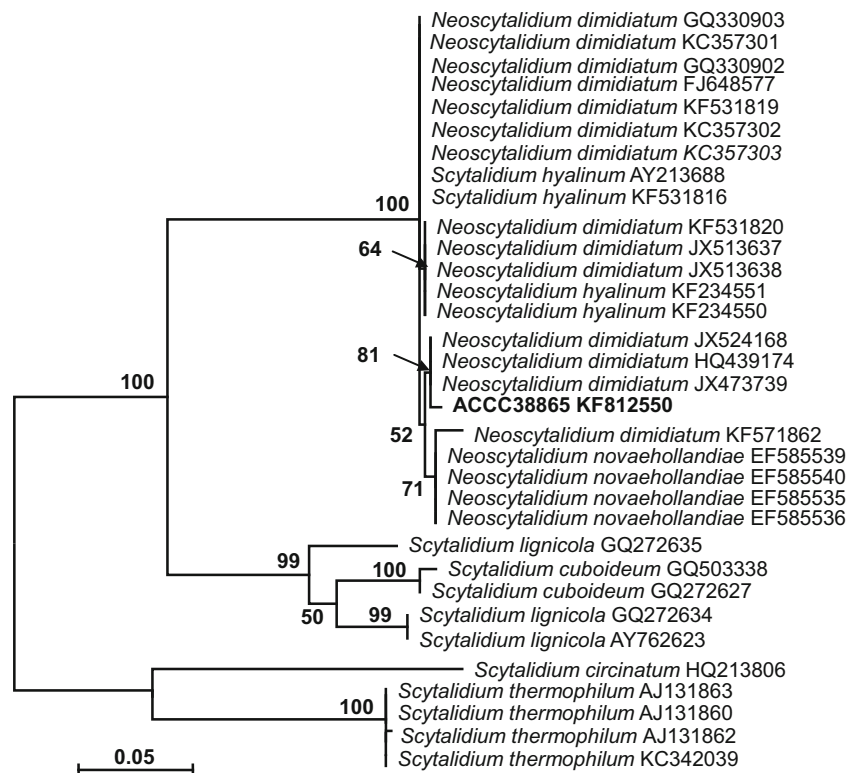 Neoscytalidium dimidiatum GQ330903
Neoscytalidium dimidiatum KC357301
Neoscytalidium dimidiatum GQ330902
Neoscytalidium dimidiatum FJ648577
Neoscytalidium dimidiatum KF531819
Neoscytalidium dimidiatum KC357302
Neoscytalidium dimidiatum KC357303
Scytalidium hyalinum AY213688
Scytalidium hyalinum KF531816
100
Neoscytalidium dimidiatum KF531820
64
Neoscytalidium dimidiatum JX513637
Neoscytalidium dimidiatum JX513638
Neoscytalidium hyalinum KF234551
Neoscytalidium hyalinum KF234550
Neoscytalidium dimidiatum JX524168
81
Neoscytalidium dimidiatum HQ439174
Neoscytalidium dimidiatum JX473739
100
ACCC38865 KF812550
52
Neoscytalidium dimidiatum KF571862
Neoscytalidium novaehollandiae EF585539
Neoscytalidium novaehollandiae EF585540
71
Neoscytalidium novaehollandiae EF585535
Neoscytalidium novaehollandiae EF585536
Scytalidium lignicola GQ272635
99
100
Scytalidium cuboideum GQ503338
Scytalidium cuboideum GQ272627
50
99
Scytalidium lignicola GQ272634
Scytalidium lignicola AY762623
Scytalidium circinatum HQ213806
Scytalidium thermophilum AJ131863
100
Scytalidium thermophilum AJ131860
Scytalidium thermophilum AJ131862
Scytalidium thermophilum KC342039
0.05